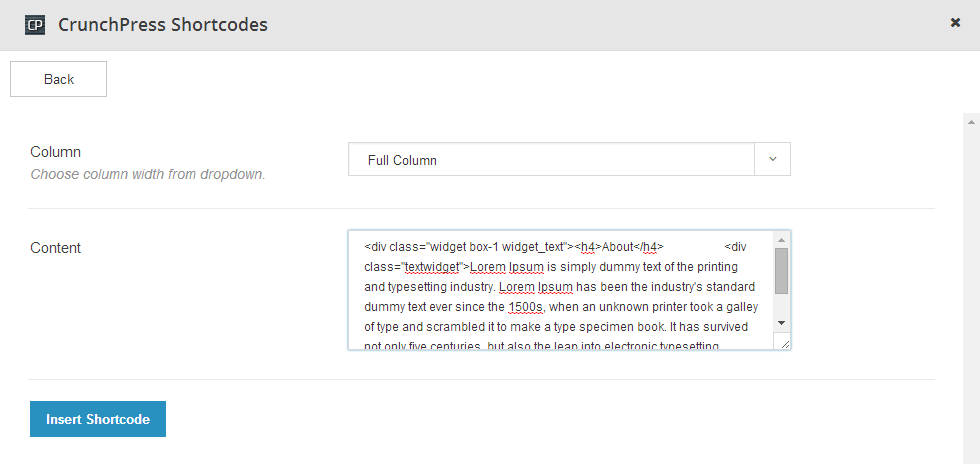 CP CrunchPress Shortcodes
Back
Column
Choose column width from dropdown.
Full Column
Content
<div class="widget box-1 widget_text"><h4>About</h4> <div
class="textwidget">Lorem Ipsum is simply dummy text of the printing
and typesetting industry. Lorem Ipsum has been the industry's standard
dummy text ever since the 1500s, when an unknown printer took a galley
of type and scrambled it to make a type specimen book. It has survived
not only five centuries, but also the leap into electronic typesetting,
Insert Shortcode